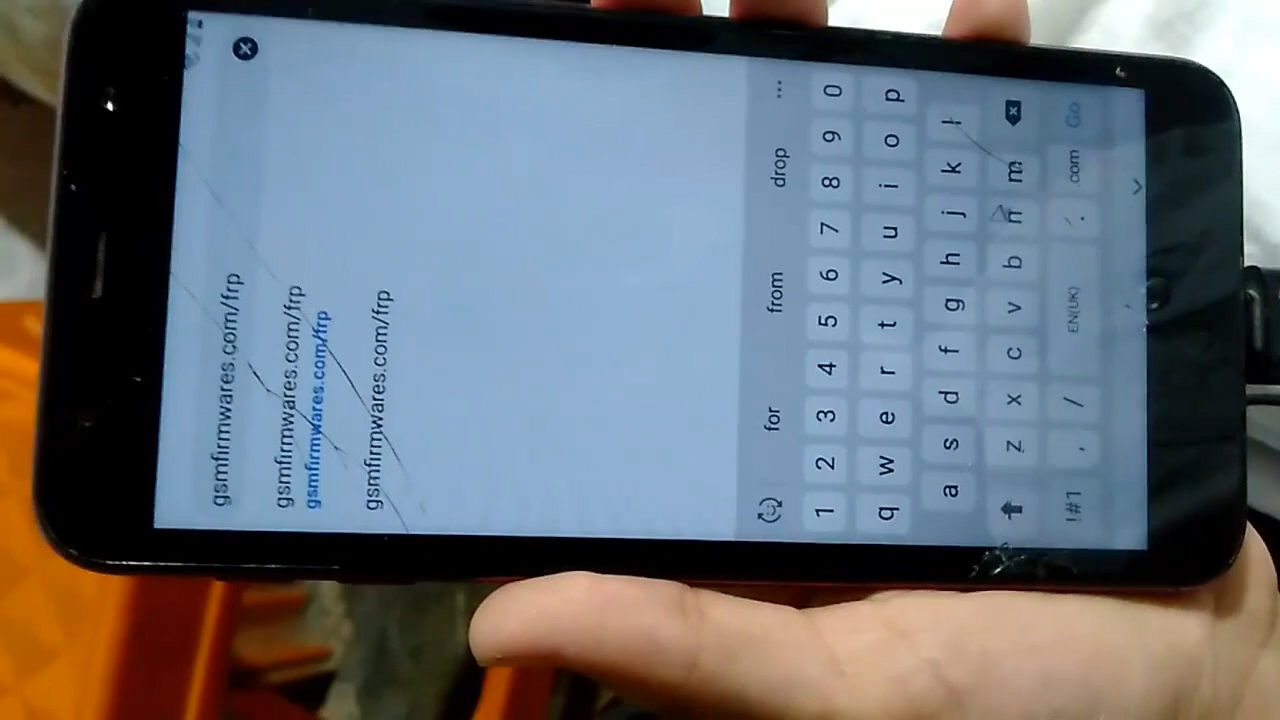 gsmfirmwares.com/frp
gsmfirmwares.com/frp
gsmfirmwares.com/frp
gsmfirmwares.com/frp
for from drop ...
1 2 3 4 5 6 7 8 9 0
q w e r t y u i o p
a s d f g h j k l
z x c v b n m
!#1 , / EN(UK) . .com Go